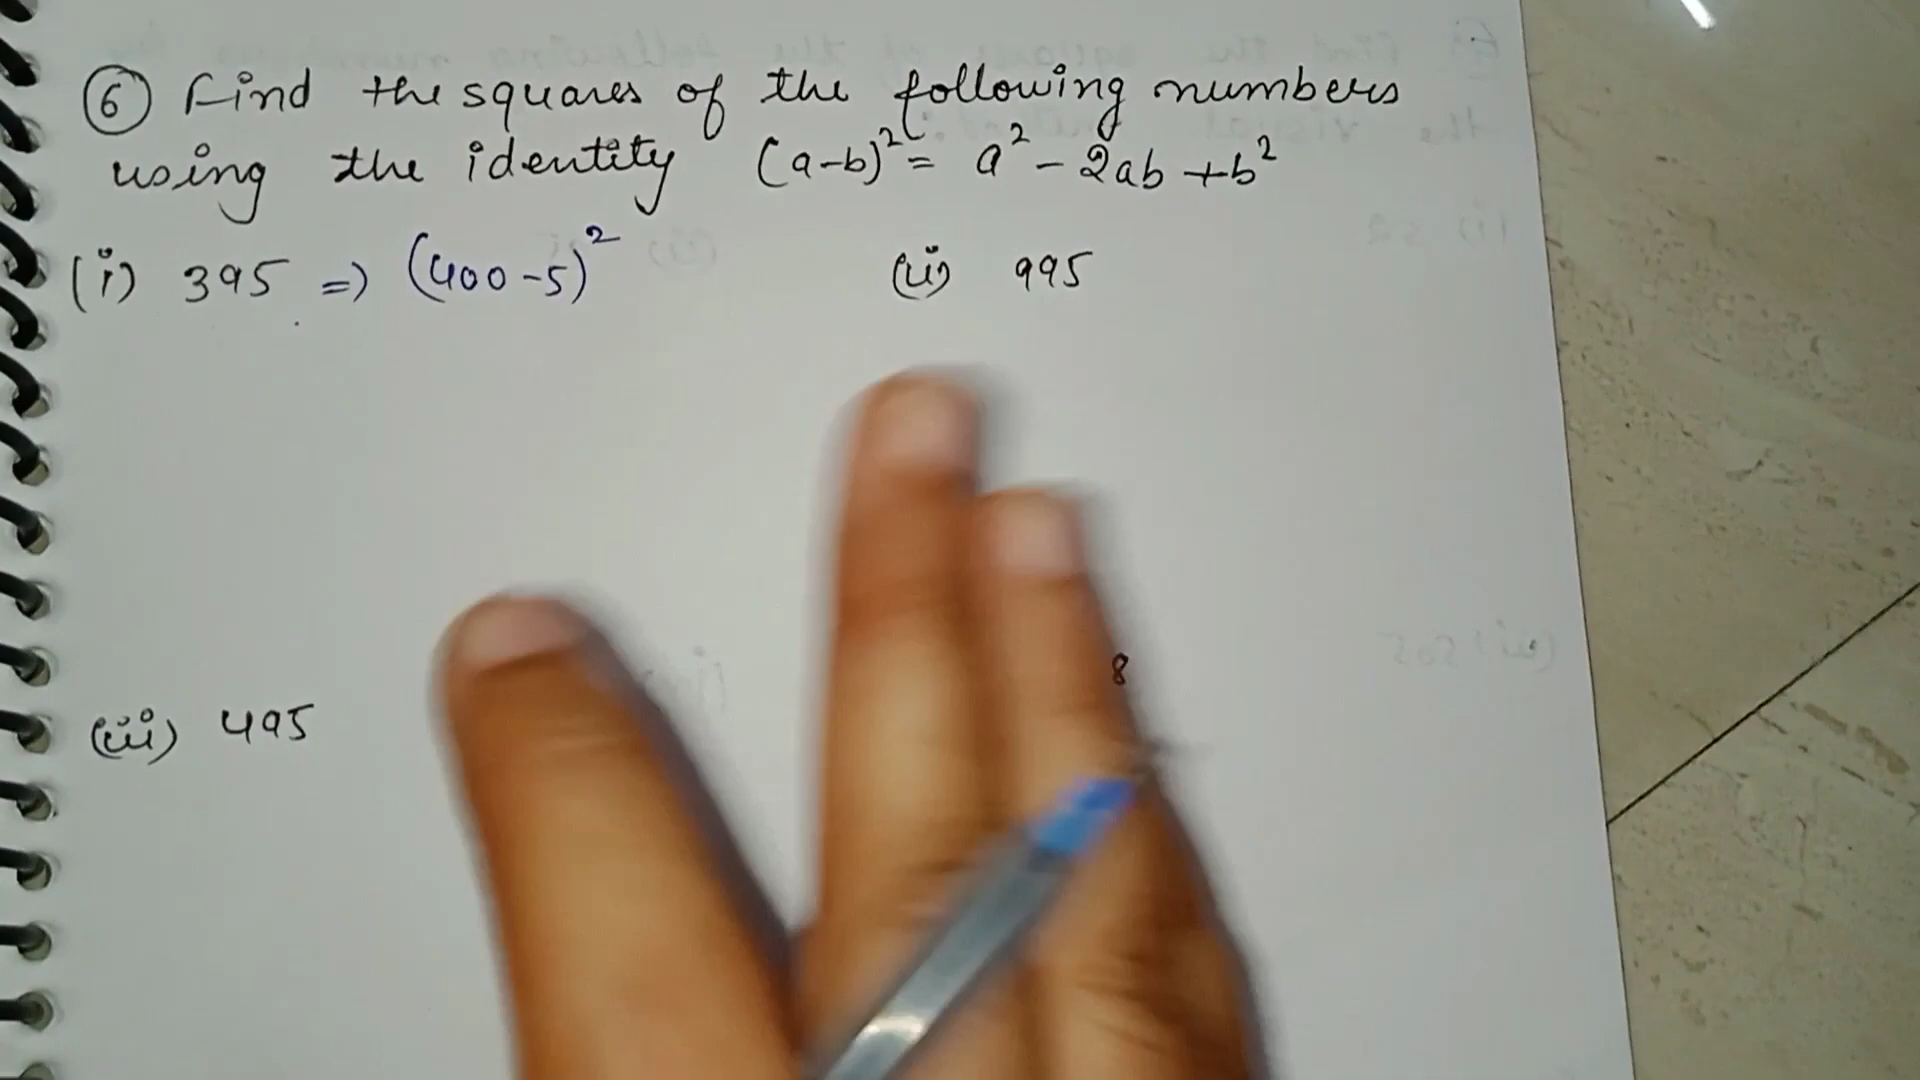 ⑥ Find the squares of the following numbers
using the identity (a-b)² = a² - 2ab + b²
(i) 395 => (400-5)²
(ii) 995
(iii) 495
8